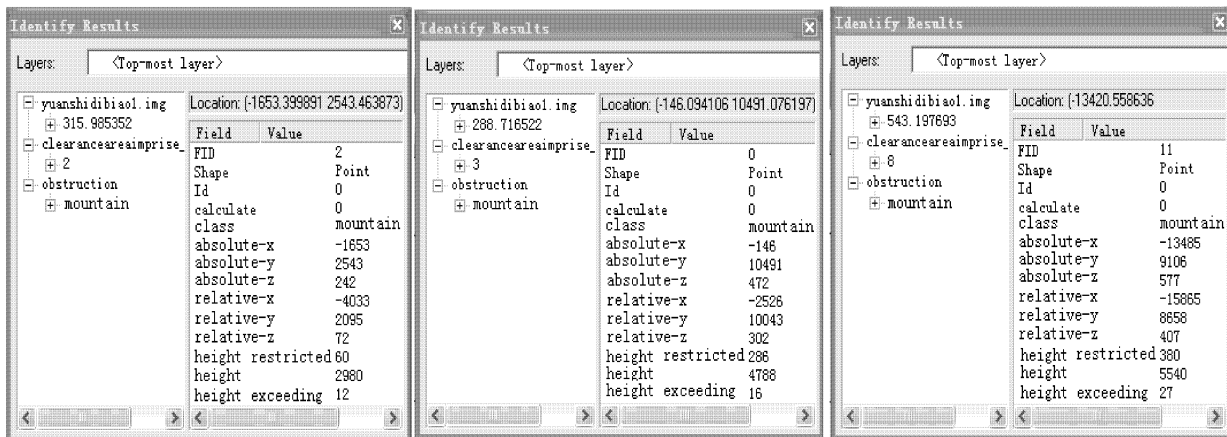 Identify Results
Layers:
<Top-most layer>
yuanshidibiao1.img
315.985352
clearanceareaimprise_
2
obstruction
mountain
Location: (-1653.399891 2543.463873)
Field Value
FID 2
Shape Point
Id 0
calculate 0
class mountain
absolute-x -1653
absolute-y 2543
absolute-z 242
relative-x -4033
relative-y 2095
relative-z 72
height restricted 60
height 2980
height exceeding 12
Identify Results
Layers:
<Top-most layer>
yuanshidibiao1.img
288.716522
clearanceareaimprise_
3
obstruction
mountain
Location: (-146.094106 10491.076197)
Field Value
FID 0
Shape Point
Id 0
calculate 0
class mountain
absolute-x -146
absolute-y 10491
absolute-z 472
relative-x -2526
relative-y 10043
relative-z 302
height restricted 286
height 4788
height exceeding 16
Identify Results
Layers:
<Top-most layer>
yuanshidibiao1.img
543.197693
clearanceareaimprise_
8
obstruction
mountain
Location: (-13420.558636
Field Value
FID 11
Shape Point
Id 0
calculate 0
class mountain
absolute-x -13485
absolute-y 9106
absolute-z 577
relative-x -15865
relative-y 8658
relative-z 407
height restricted 380
height 5540
height exceeding 27